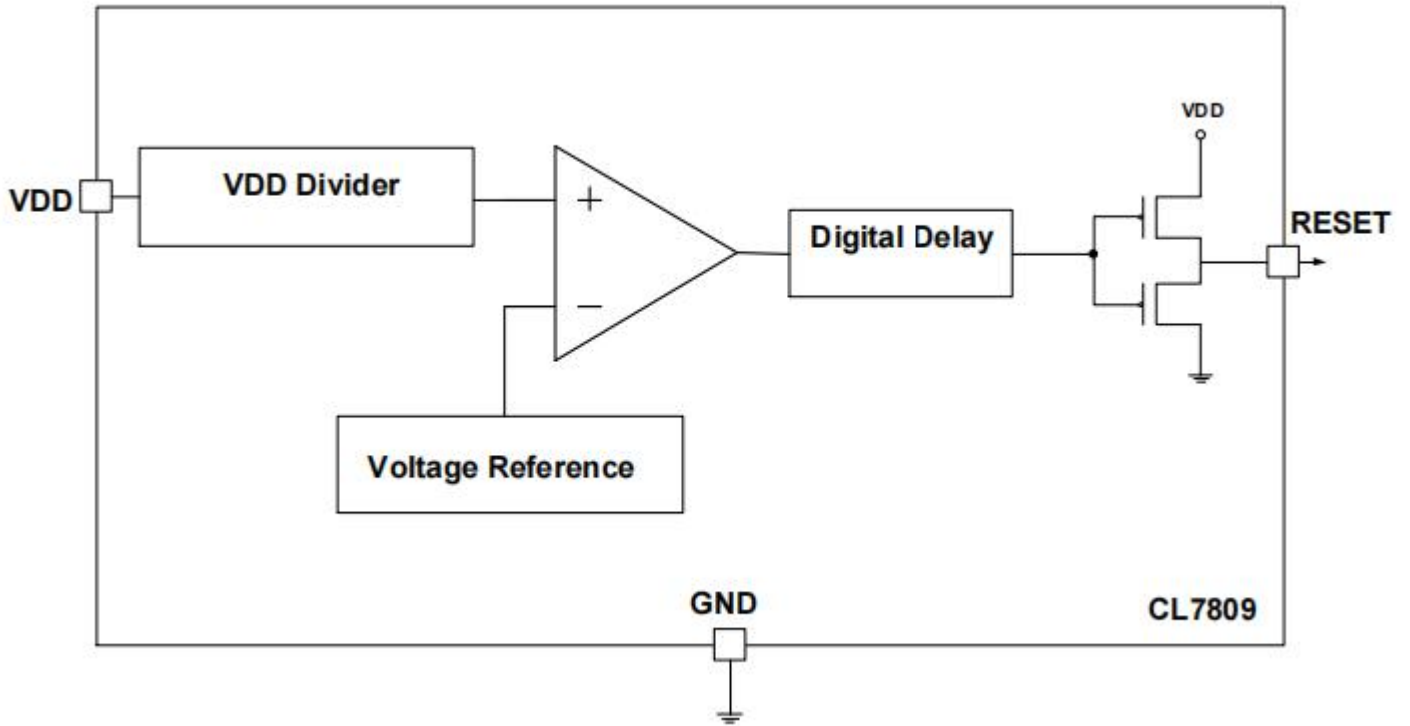 VDD
VDD
VDD Divider
+
Digital Delay
RESET
−
Voltage Reference
GND
CL7809